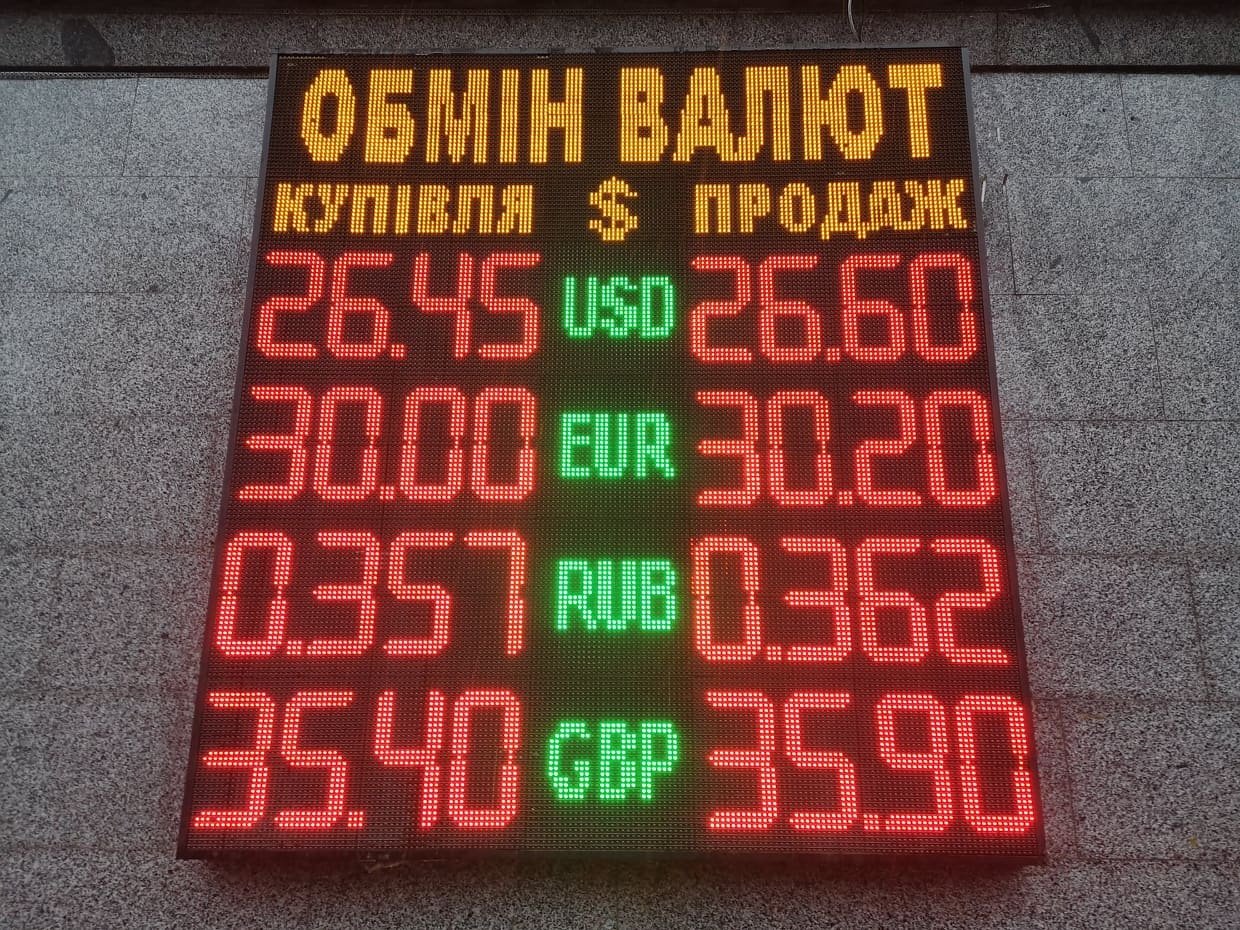 ОБМІН ВАЛЮТ
КУПІВЛЯ $ ПРОДАЖ
26.45 USD 26.60
30.00 EUR 30.20
0.357 RUB 0.362
35.40 GBP 35.90